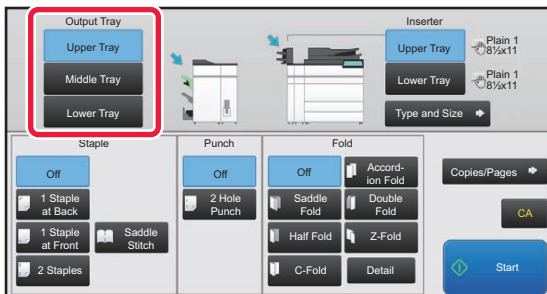 Output Tray
Upper Tray
Middle Tray
Lower Tray
Inserter
Upper Tray
Plain 1
8½x11
Lower Tray
Plain 1
8½x11
Type and Size
Staple
Off
1 Staple
at Back
1 Staple
at Front
Saddle
Stitch
2 Staples
Punch
Off
2 Hole
Punch
Fold
Off
Accord-
ion Fold
Saddle
Fold
Double
Fold
Half Fold
Z-Fold
C-Fold
Detail
Copies/Pages
CA
Start